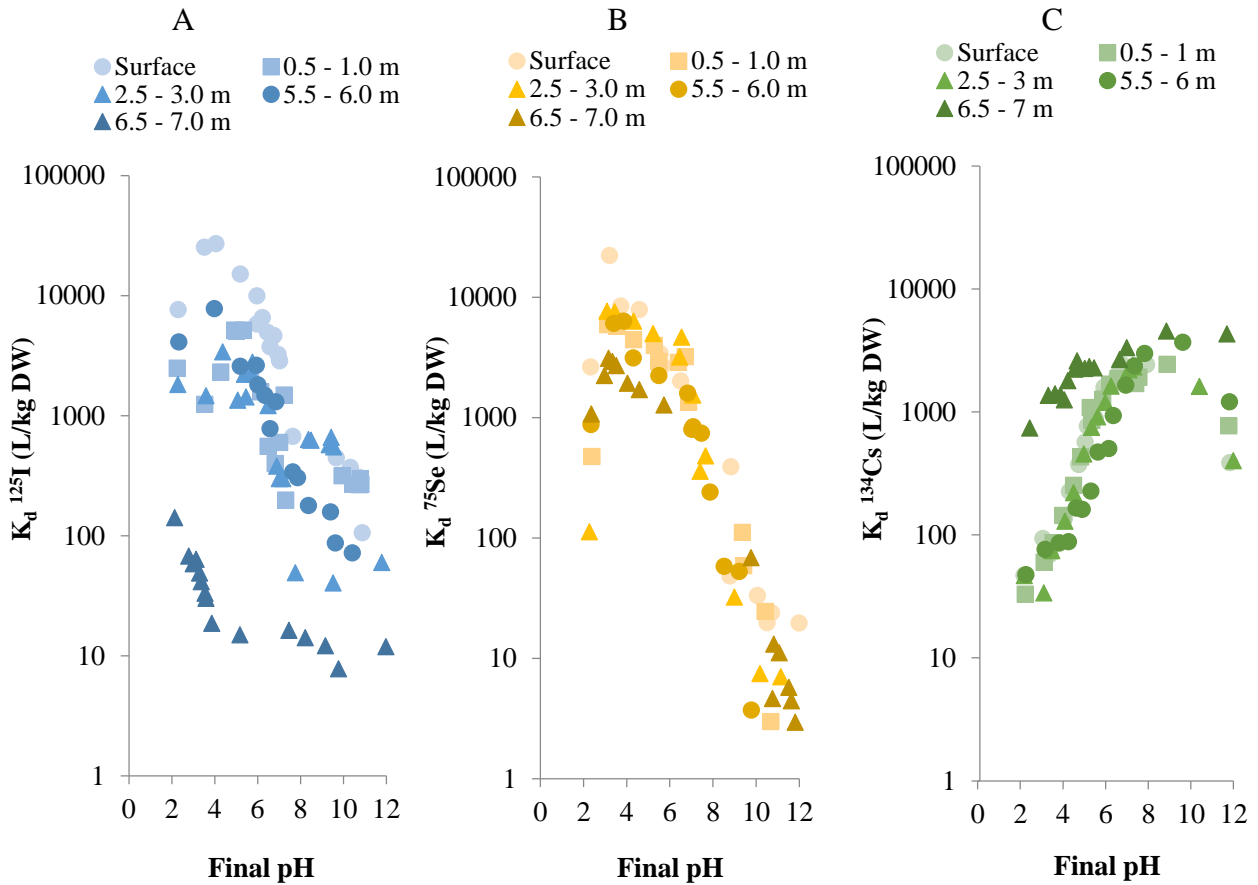 A
Surface
0.5 - 1.0 m
2.5 - 3.0 m
5.5 - 6.0 m
6.5 - 7.0 m
K_d ¹²⁵I (L/kg DW)
100000
10000
1000
100
10
1
0 2 4 6 8 10 12
Final pH
B
Surface
0.5 - 1.0 m
2.5 - 3.0 m
5.5 - 6.0 m
6.5 - 7.0 m
K_d ⁷⁵Se (L/kg DW)
100000
10000
1000
100
10
1
0 2 4 6 8 10 12
Final pH
C
Surface
0.5 - 1 m
2.5 - 3 m
5.5 - 6 m
6.5 - 7 m
K_d ¹³⁴Cs (L/kg DW)
100000
10000
1000
100
10
1
0 2 4 6 8 10 12
Final pH